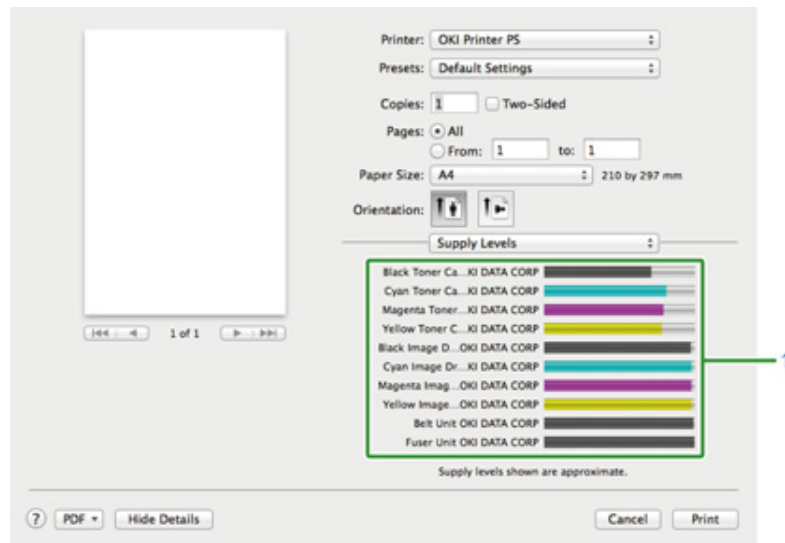 Printer: OKI Printer PS
Presets: Default Settings
Copies: 1 Two-Sided
Pages: All
From: 1 to: 1
Paper Size: A4 210 by 297 mm
Orientation:
Supply Levels
Black Toner Ca...KI DATA CORP
Cyan Toner Ca...KI DATA CORP
Magenta Toner...KI DATA CORP
Yellow Toner C...KI DATA CORP
Black Image D...OKI DATA CORP
Cyan Image Dr...KI DATA CORP
Magenta Imag...OKI DATA CORP
Yellow Image...OKI DATA CORP
Belt Unit OKI DATA CORP
Fuser Unit OKI DATA CORP
1
Supply levels shown are approximate.
1 of 1
? PDF Hide Details Cancel Print